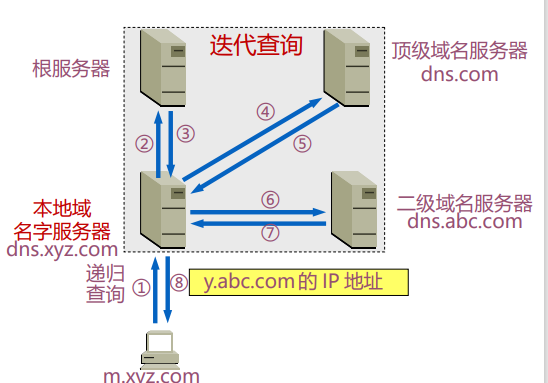 迭代查询
根服务器
顶级域名服务器
dns.com
②
③
④
⑤
本地域
名字服务器
dns.xyz.com
⑥
⑦
二级域名服务器
dns.abc.com
递归
查询
①
⑧
y.abc.com的 IP 地址
m.xyz.com